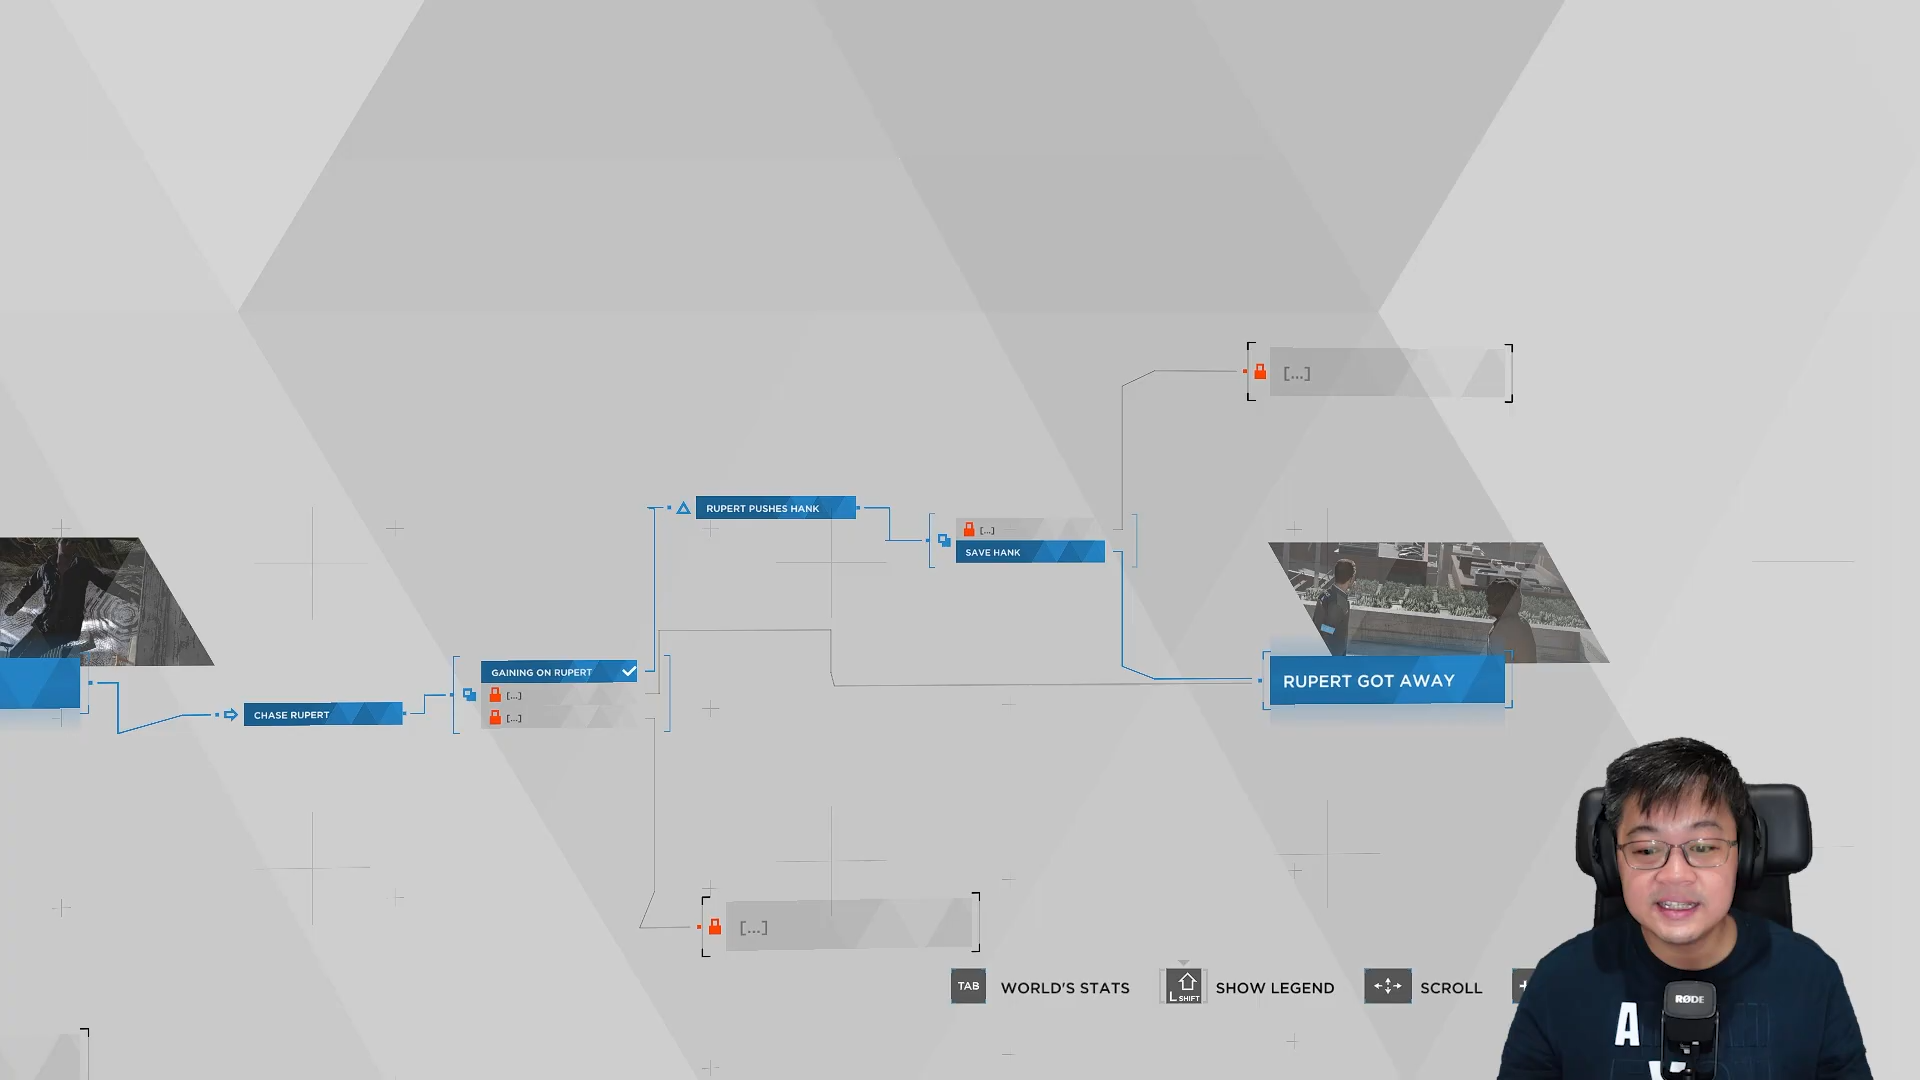 [...]
RUPERT PUSHES HANK
[...]
SAVE HANK
GAINING ON RUPERT
[...]
[...]
CHASE RUPERT
RUPERT GOT AWAY
[...]
TAB WORLD'S STATS
L SHIFT SHOW LEGEND
SCROLL
RØDE
A